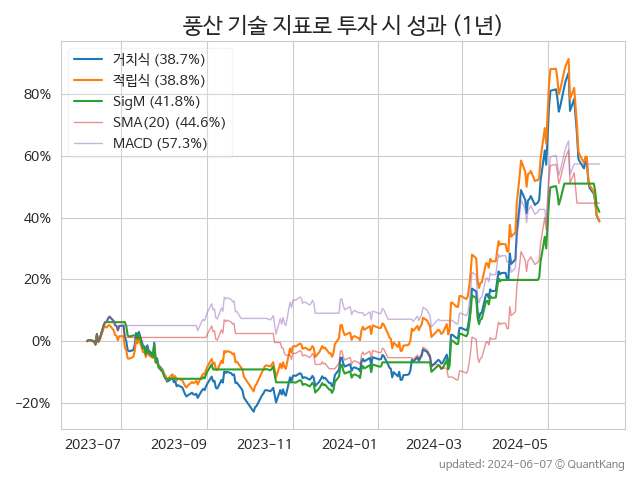 풍산 기술 지표로 투자 시 성과 (1년)
거치식 (38.7%)
적립식 (38.8%)
SigM (41.8%)
SMA(20) (44.6%)
MACD (57.3%)
80%
60%
40%
20%
0%
−20%
2023-07 2023-09 2023-11 2024-01 2024-03 2024-05
updated: 2024-06-07 © QuantKang